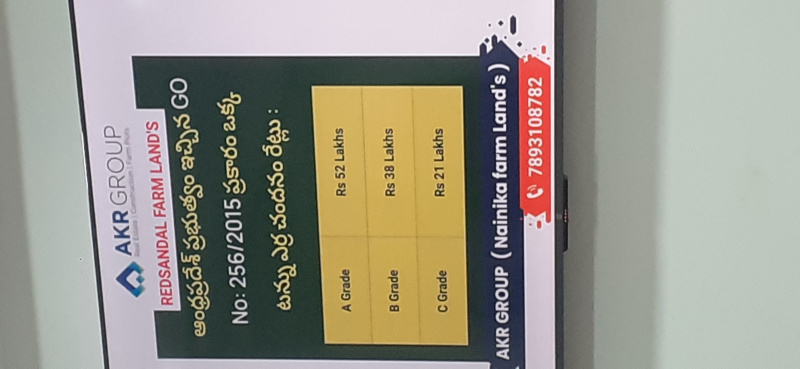 AKR GROUP
Real Estate | Construction | Farm Plots
REDSANDAL FARM LAND'S
ఆంధ్రప్రదేశ్ ప్రభుత్వం ఇచ్చిన GO
No: 256/2015 ప్రకారం ఒక్క
టన్ను ఎర్ర చందనం రేట్లు :
A Grade Rs 52 Lakhs
B Grade Rs 38 Lakhs
C Grade Rs 21 Lakhs
AKR GROUP ( Nainika farm Land's )
7893108782